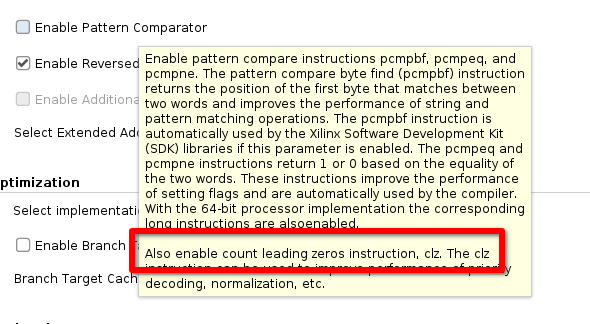 Enable Pattern Comparator
Enable pattern compare instructions pcmpbf, pcmpeq, and
Enable Reversed
pcmpne. The pattern compare byte find (pcmpbf) instruction
returns the position of the first byte that matches between
Enable Additiona
two words and improves the performance of string and
pattern matching operations. The pcmpbf instruction is
Select Extended Add
automatically used by the Xilinx Software Development Kit
(SDK) libraries if this parameter is enabled. The pcmpeq and
pcmpne instructions return 1 or 0 based on the equality of
the two words. These instructions improve the performance
ptimization
of setting flags and are automatically used by the compiler.
Select implementati
With the 64-bit processor implementation the corresponding
long instructions are alsoenabled.
Enable Branch Ta
Also enable count leading zeros instruction, clz. The clz
instruction can be used to improve performance of priority
Branch Target Cach
decoding, normalization, etc.